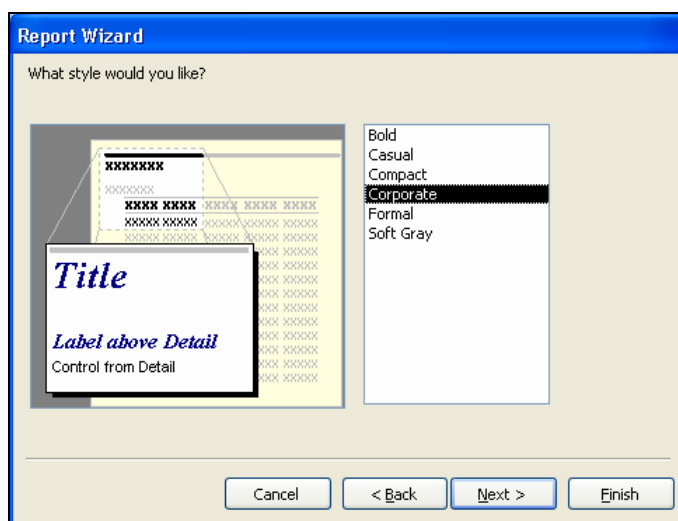 Report Wizard
What style would you like?
xxxxxxx
xxxxxxx
xxxx xxxx xxxx xxxx xxxx
xxxxx xxxxx xxxxx xxxxx xxxxx
Title
Label above Detail
Control from Detail
Bold
Casual
Compact
Corporate
Formal
Soft Gray
Cancel
< Back
Next >
Finish